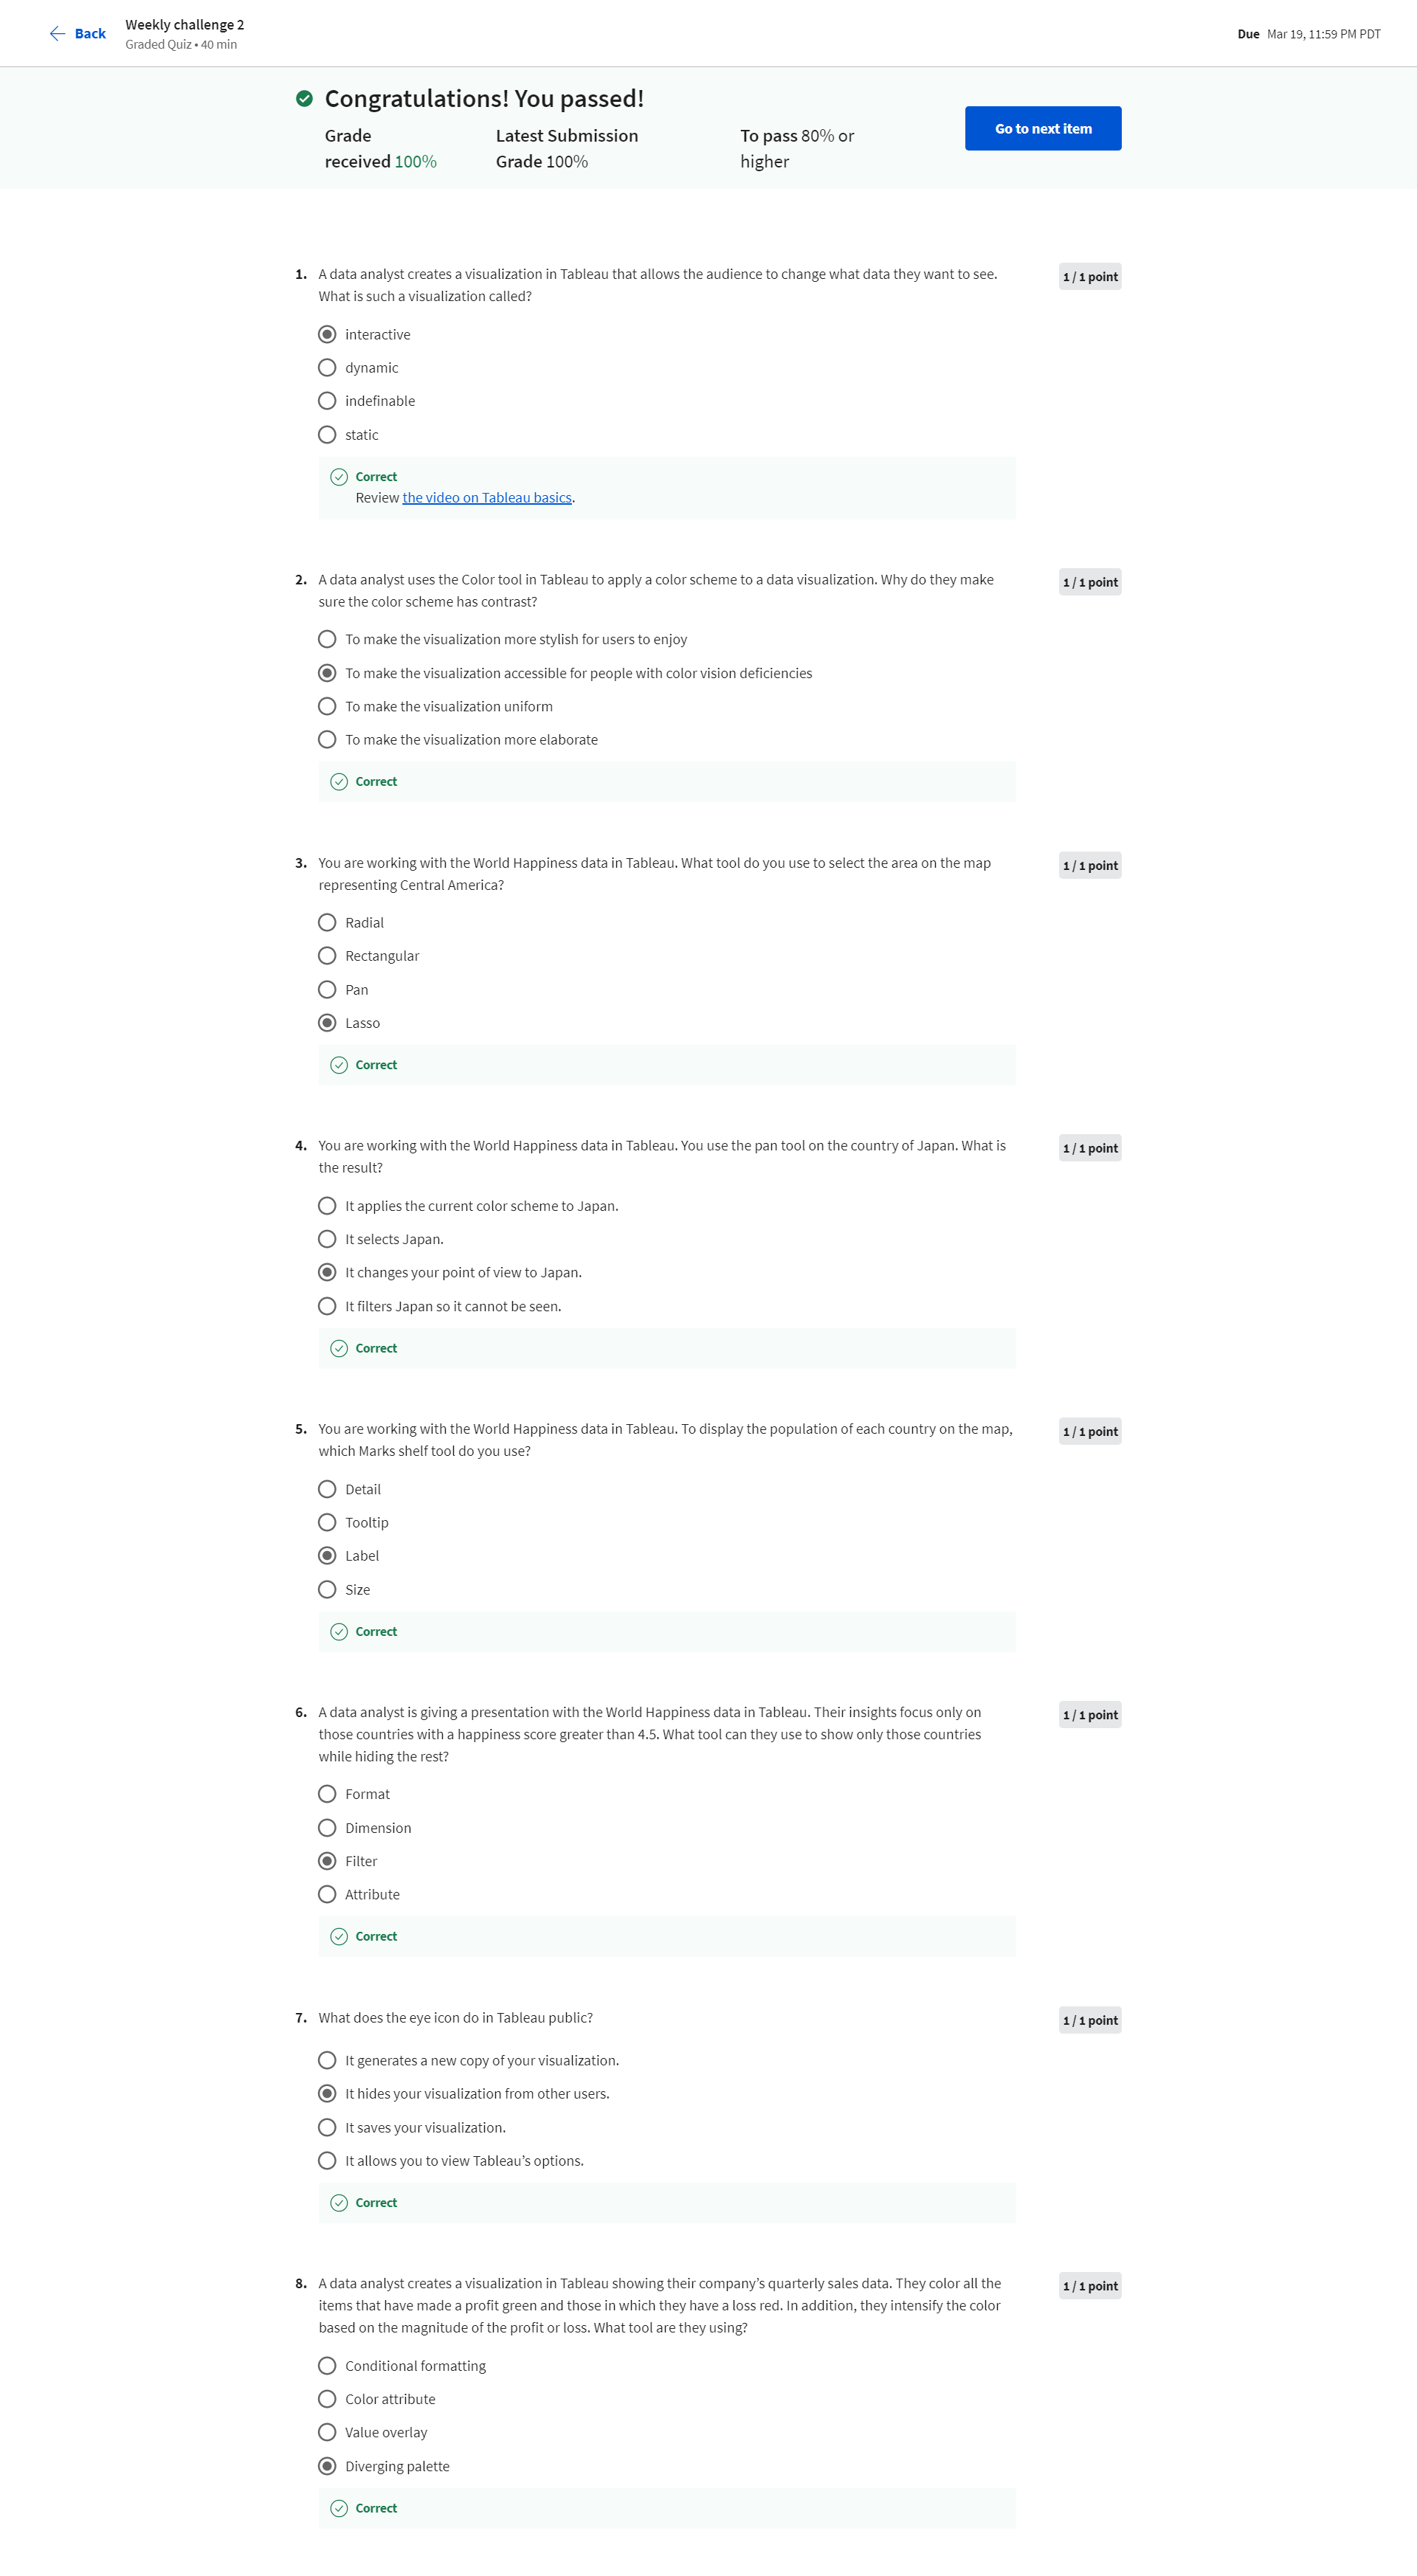 Back
Weekly challenge 2
Graded Quiz • 40 min
Due Mar 19, 11:59 PM PDT
Congratulations! You passed!
Grade
received 100%
Latest Submission
Grade 100%
To pass 80% or
higher
Go to next item
1. A data analyst creates a visualization in Tableau that allows the audience to change what data they want to see.
What is such a visualization called?
1 / 1 point
interactive
dynamic
indefinable
static
Correct
Review the video on Tableau basics.
2. A data analyst uses the Color tool in Tableau to apply a color scheme to a data visualization. Why do they make
sure the color scheme has contrast?
1 / 1 point
To make the visualization more stylish for users to enjoy
To make the visualization accessible for people with color vision deficiencies
To make the visualization uniform
To make the visualization more elaborate
Correct
3. You are working with the World Happiness data in Tableau. What tool do you use to select the area on the map
representing Central America?
1 / 1 point
Radial
Rectangular
Pan
Lasso
Correct
4. You are working with the World Happiness data in Tableau. You use the pan tool on the country of Japan. What is
the result?
1 / 1 point
It applies the current color scheme to Japan.
It selects Japan.
It changes your point of view to Japan.
It filters Japan so it cannot be seen.
Correct
5. You are working with the World Happiness data in Tableau. To display the population of each country on the map,
which Marks shelf tool do you use?
1 / 1 point
Detail
Tooltip
Label
Size
Correct
6. A data analyst is giving a presentation with the World Happiness data in Tableau. Their insights focus only on
those countries with a happiness score greater than 4.5. What tool can they use to show only those countries
while hiding the rest?
1 / 1 point
Format
Dimension
Filter
Attribute
Correct
7. What does the eye icon do in Tableau public?
1 / 1 point
It generates a new copy of your visualization.
It hides your visualization from other users.
It saves your visualization.
It allows you to view Tableau’s options.
Correct
8. A data analyst creates a visualization in Tableau showing their company’s quarterly sales data. They color all the
items that have made a profit green and those in which they have a loss red. In addition, they intensify the color
based on the magnitude of the profit or loss. What tool are they using?
1 / 1 point
Conditional formatting
Color attribute
Value overlay
Diverging palette
Correct